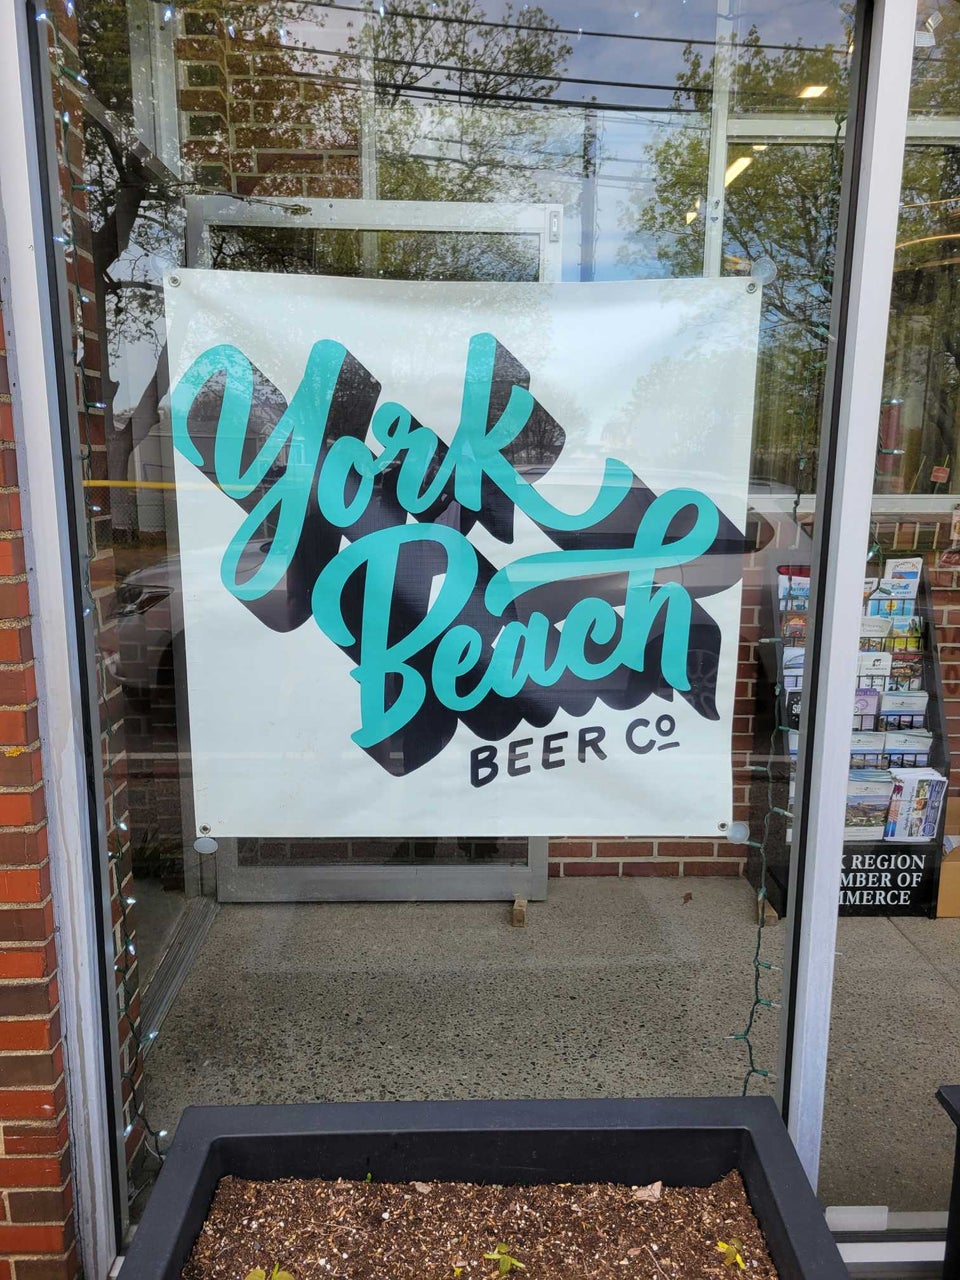 York
Beach
BEER Co
K REGION
MBER OF
MMERCE